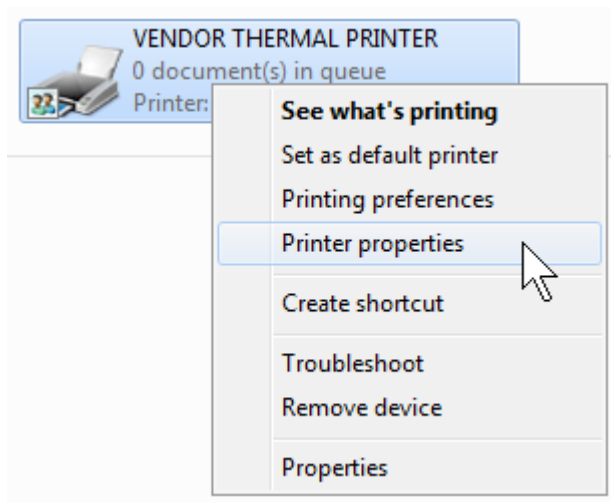 VENDOR THERMAL PRINTER
0 document(s) in queue
Printer:
See what's printing
Set as default printer
Printing preferences
Printer properties
Create shortcut
Troubleshoot
Remove device
Properties